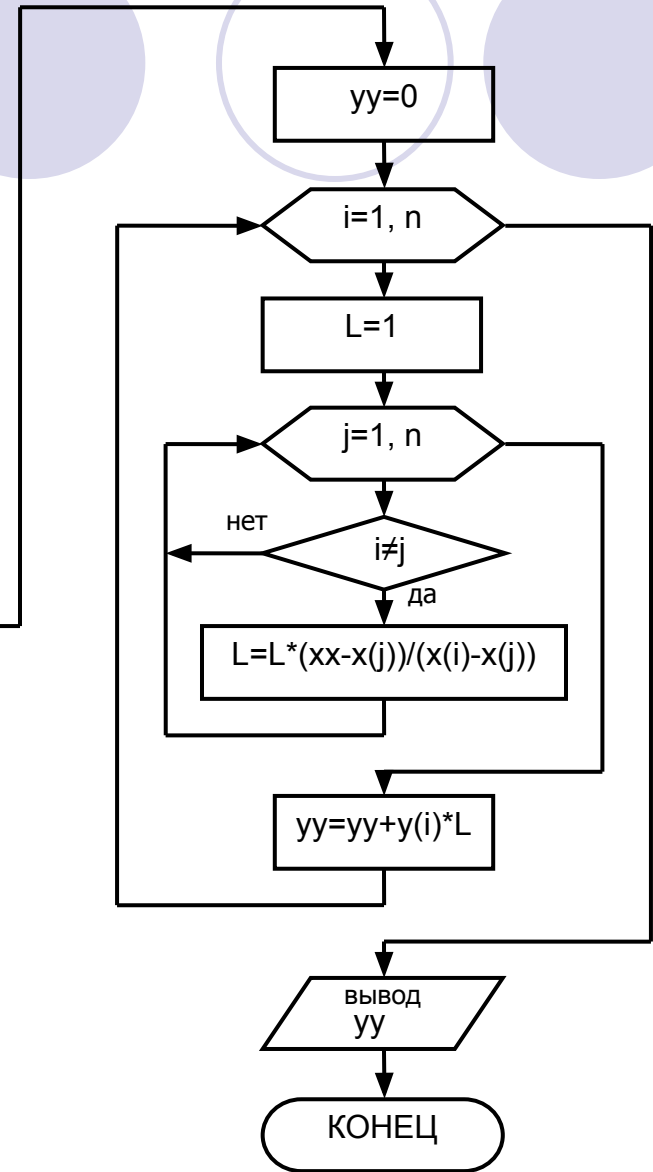 yy=0
i=1, n
L=1
j=1, n
нет
i≠j
да
L=L*(xx-x(j))/(x(i)-x(j))
yy=yy+y(i)*L
вывод
yy
КОНЕЦ